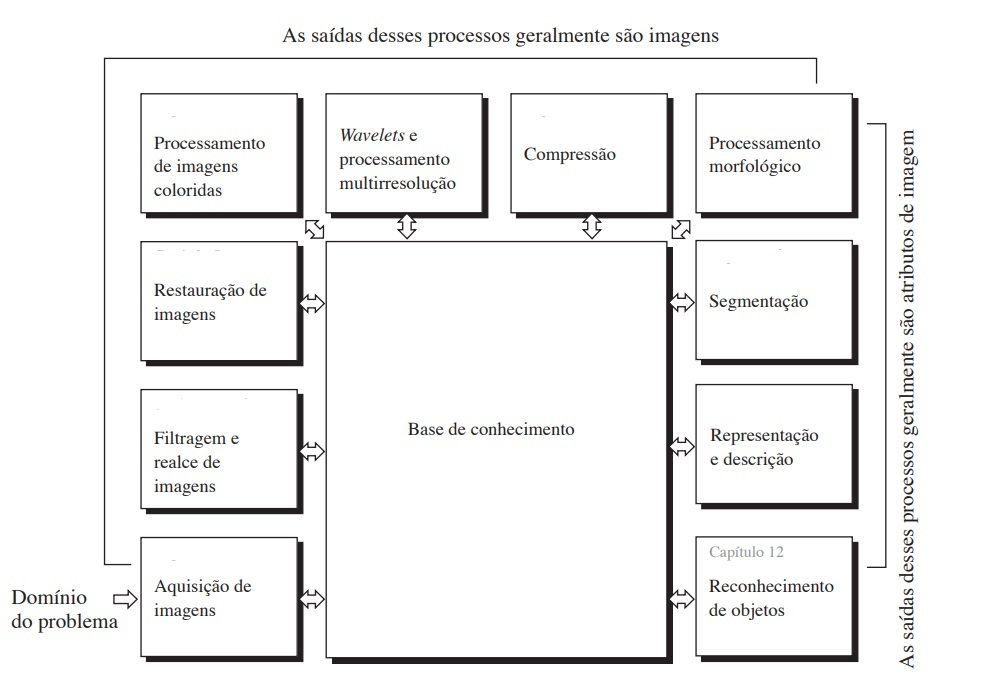 As saídas desses processos geralmente são imagens
Processamento
de imagens
coloridas
Wavelets e
processamento
multirresolução
Compressão
Processamento
morfológico
Restauração de
imagens
Segmentação
Filtragem e
realce de
imagens
Base de conhecimento
Representação
e descrição
Domínio
do problema
Aquisição de
imagens
Capítulo 12
Reconhecimento
de objetos
As saídas desses processos geralmente são atributos de imagem